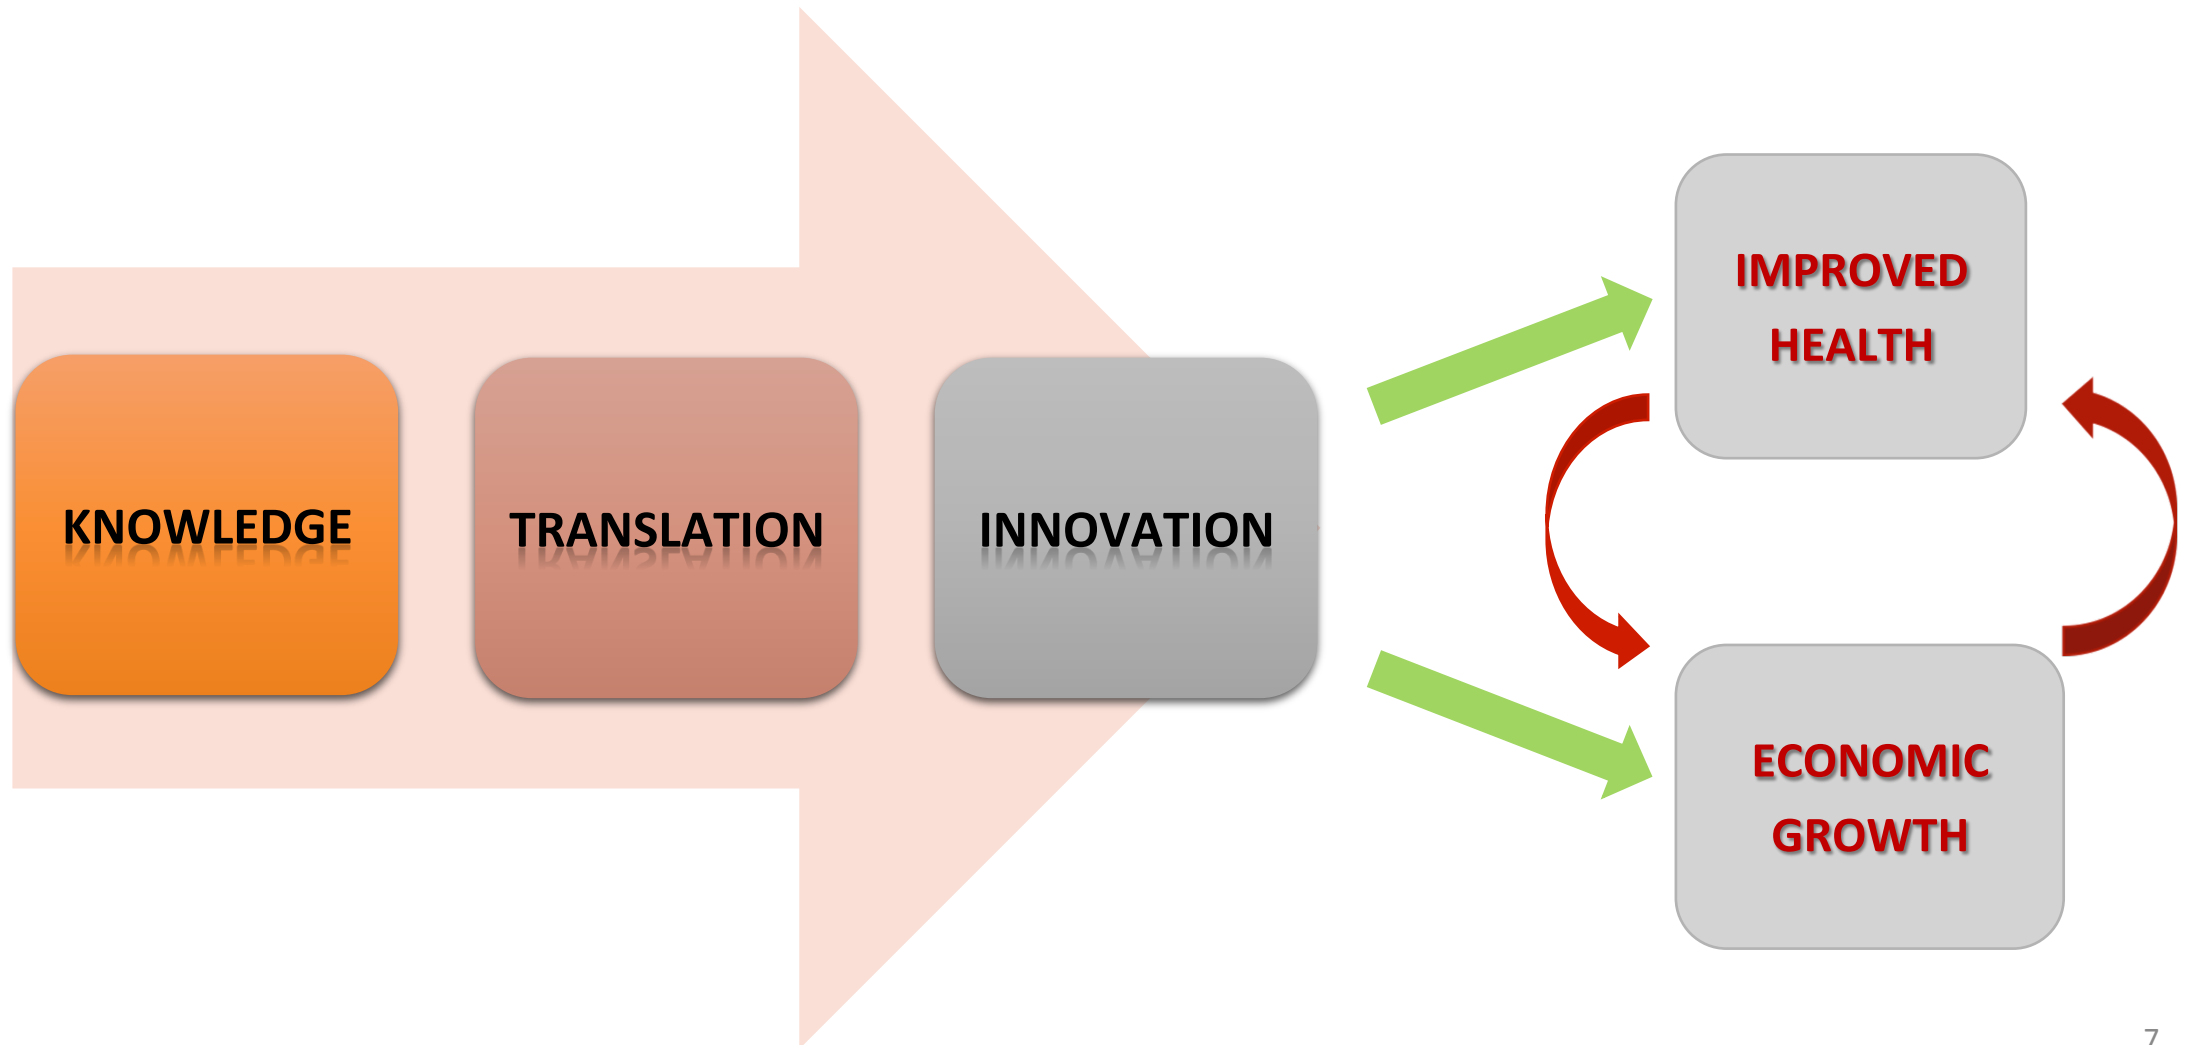 KNOWLEDGE
TRANSLATION
INNOVATION
IMPROVED
HEALTH
ECONOMIC
GROWTH
7